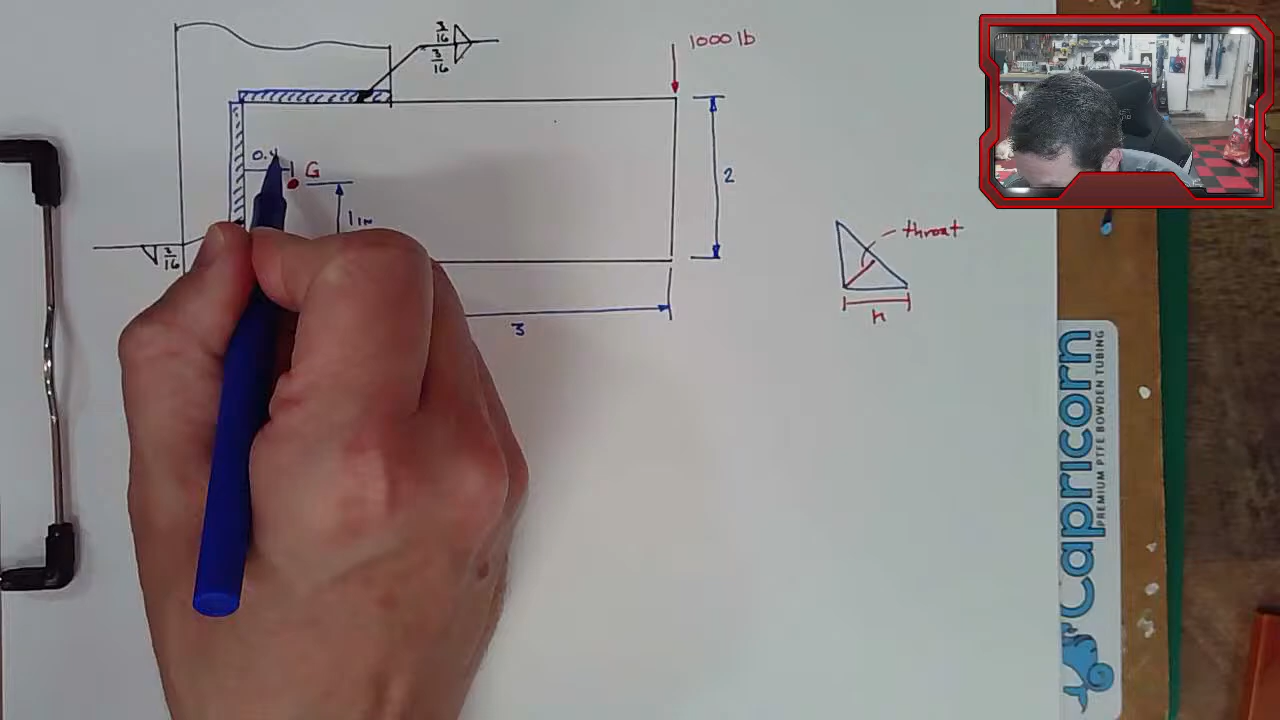 3/16
3/16
1000 lb
0.4
G
1 in
2
3/16
3
throat
h
Capricorn
PREMIUM PTFE BOWDEN TUBING